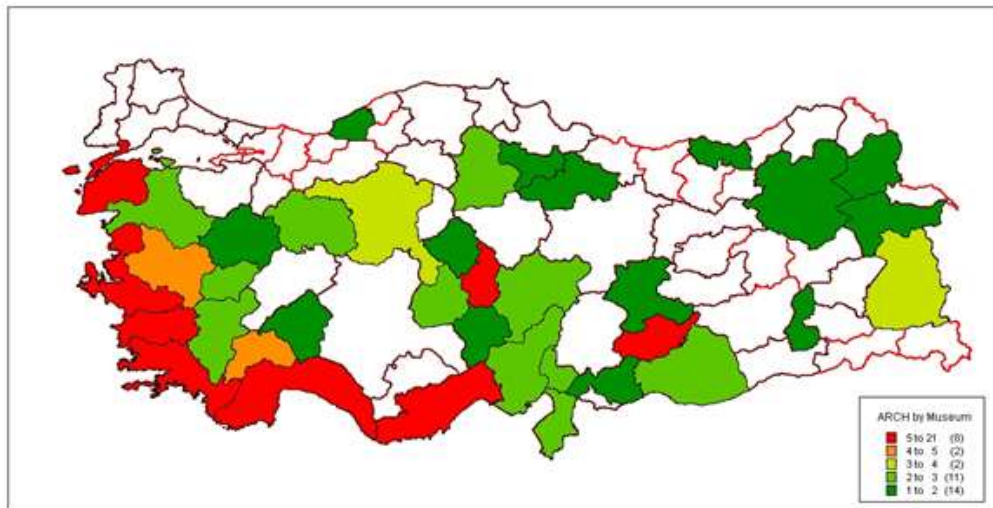 ARCH by Museum
5 to 21 (8)
4 to 5 (2)
3 to 4 (2)
2 to 3 (11)
1 to 2 (14)